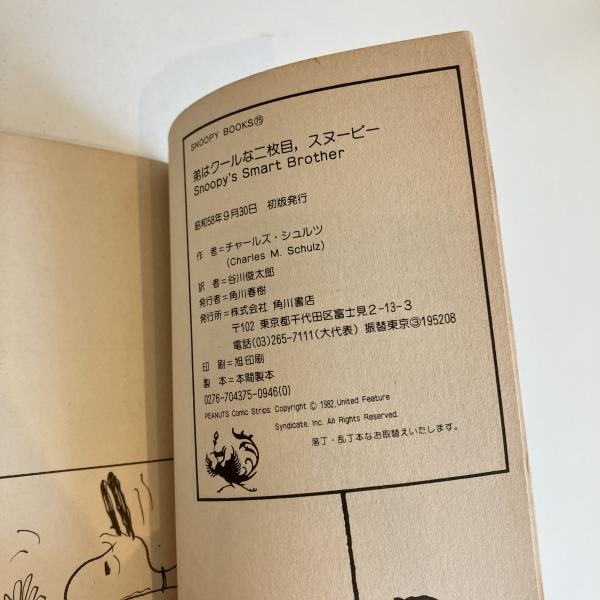 SNOOPY BOOKS㊆
弟はクールな二枚目，スヌーピー
Snoopy's Smart Brother
昭和58年9月30日　初版発行
作 者＝チャールズ・シュルツ
(Charles M. Schulz)
訳 者＝谷川俊太郎
発行者＝角川春樹
発行所＝株式会社 角川書店
〒102 東京都千代田区富士見2-13-3
電話(03)265-7111(大代表) 振替東京③195208
印 刷＝旭印刷
製 本＝本間製本
0276-704375-0946(0)
PEANUTS Comic Strips: Copyright © 1982, United Feature
Syndicate, Inc. All Rights Reserved.
落丁・乱丁本はお取替えいたします。